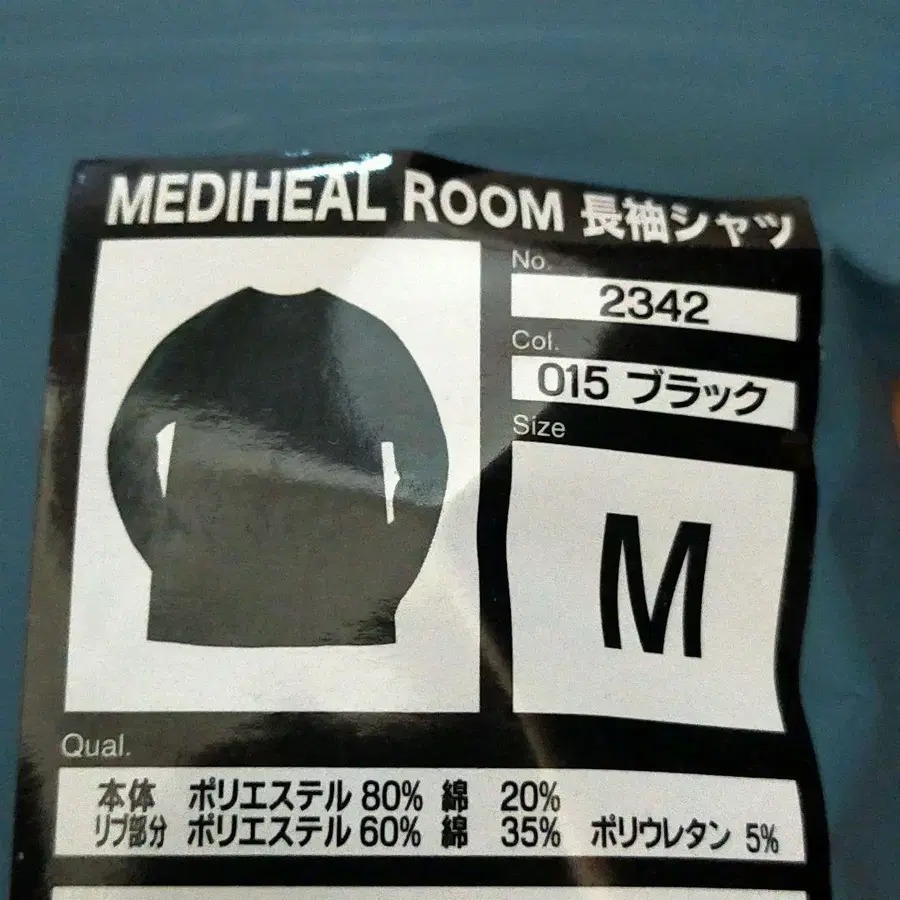 MEDIHEAL ROOM 長袖シャツ
No.
2342
Col.
015 ブラック
Size
M
Qual.
本体 ポリエステル 80% 綿 20%
リブ部分 ポリエステル 60% 綿 35% ポリウレタン 5%